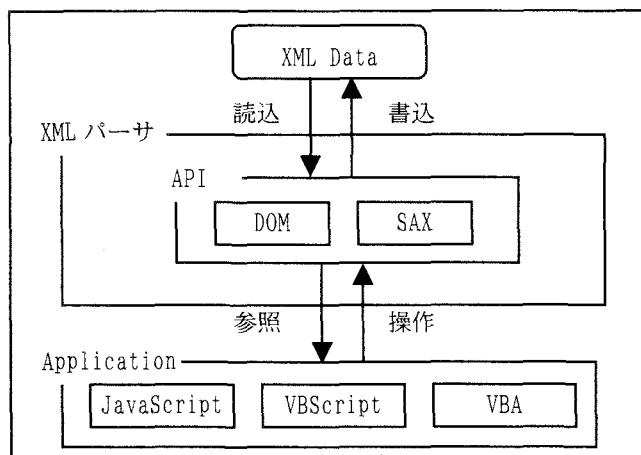 XML Data
読込 書込
XML パーサ
API
DOM SAX
参照 操作
Application
JavaScript VBScript VBA